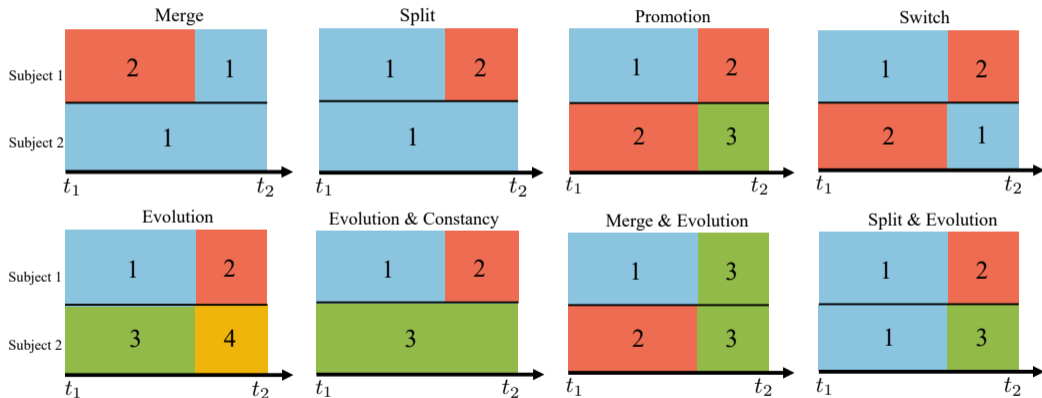 Merge Split Promotion Switch
Subject 1 2 1 1 2 1 2 1 2
Subject 2 1 1 2 3 2 1
t1 t2 t1 t2 t1 t2 t1 t2
Evolution Evolution & Constancy Merge & Evolution Split & Evolution
Subject 1 1 2 1 2 1 3 1 2
Subject 2 3 4 3 2 3 1 3
t1 t2 t1 t2 t1 t2 t1 t2